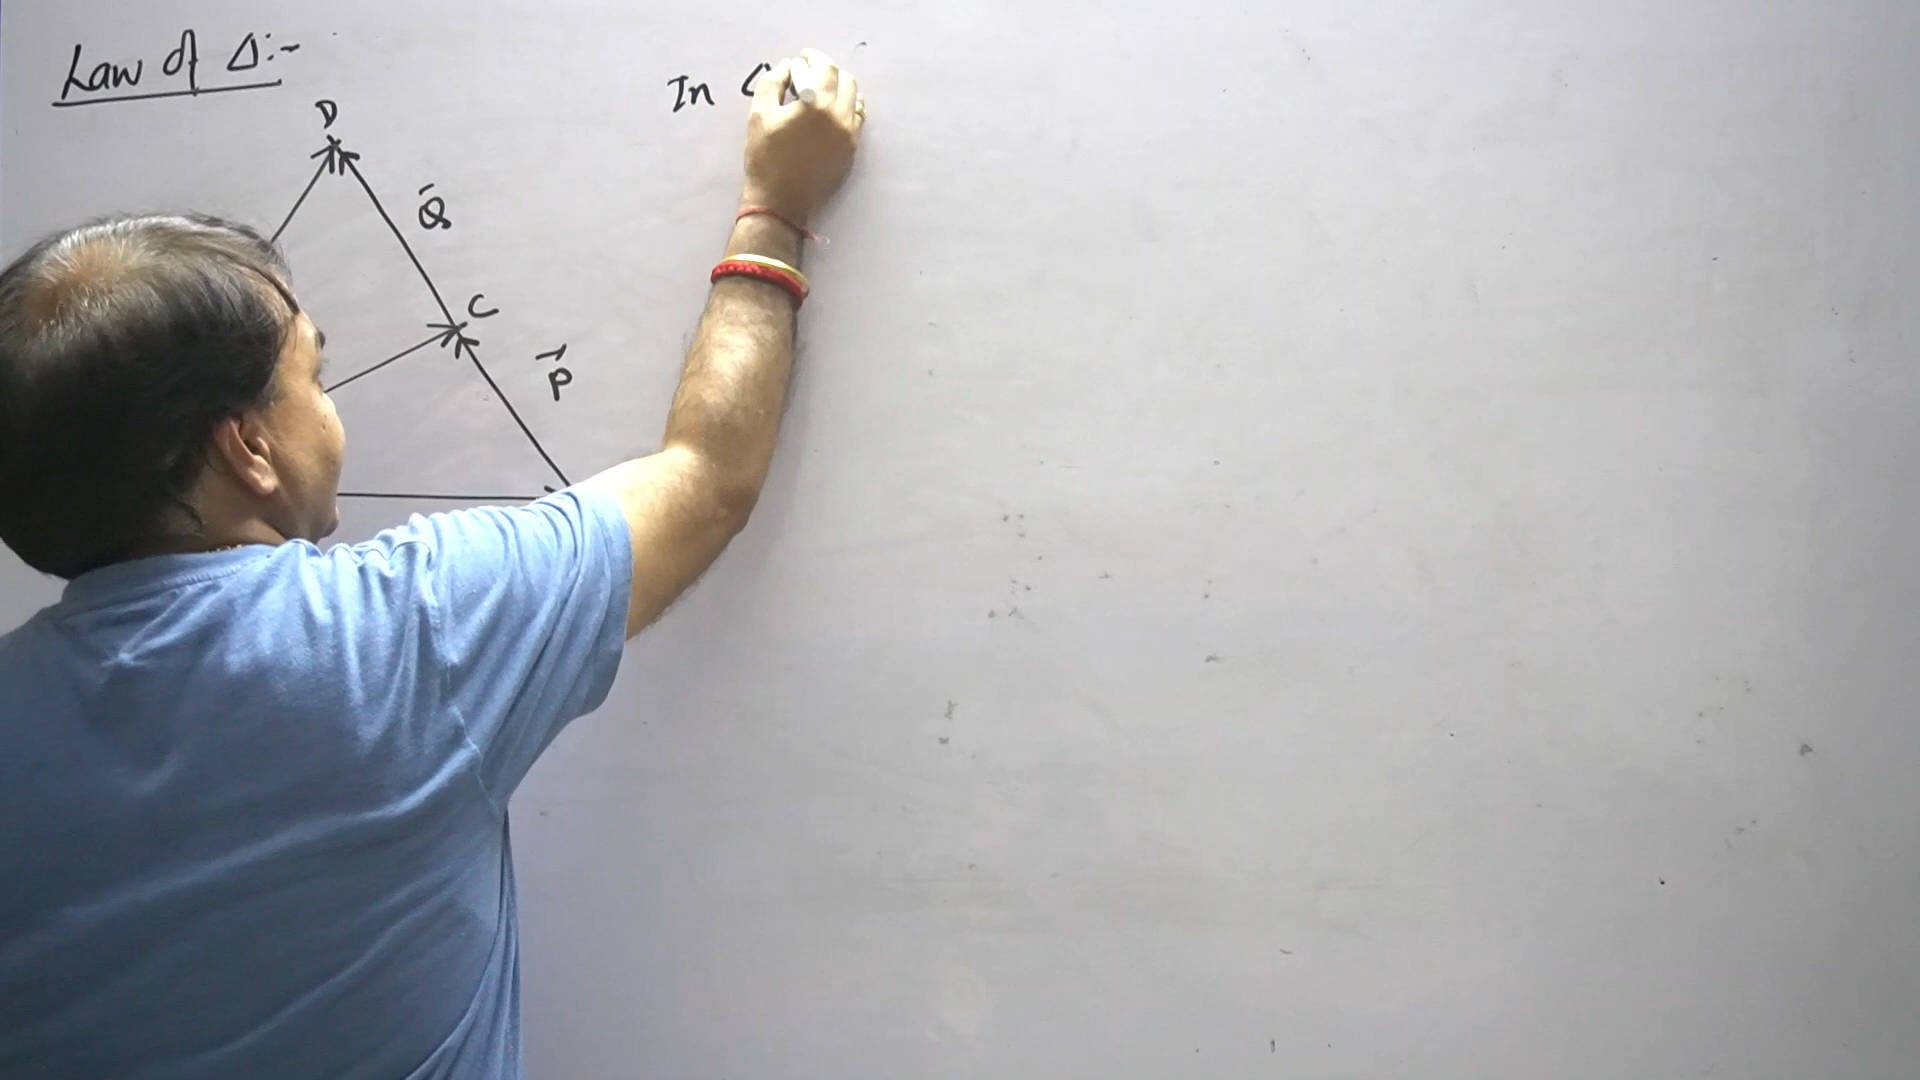 Law of Δ:-
In
D
Q̄
C
P⃗